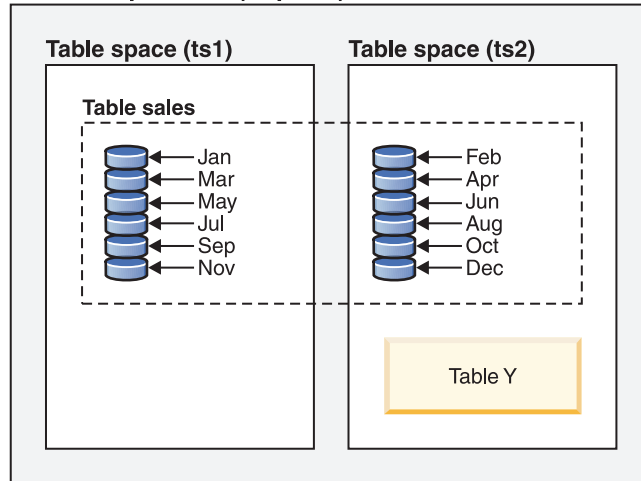 Table space (ts1)
Table sales
Jan
Mar
May
Jul
Sep
Nov
Table space (ts2)
Feb
Apr
Jun
Aug
Oct
Dec
Table Y